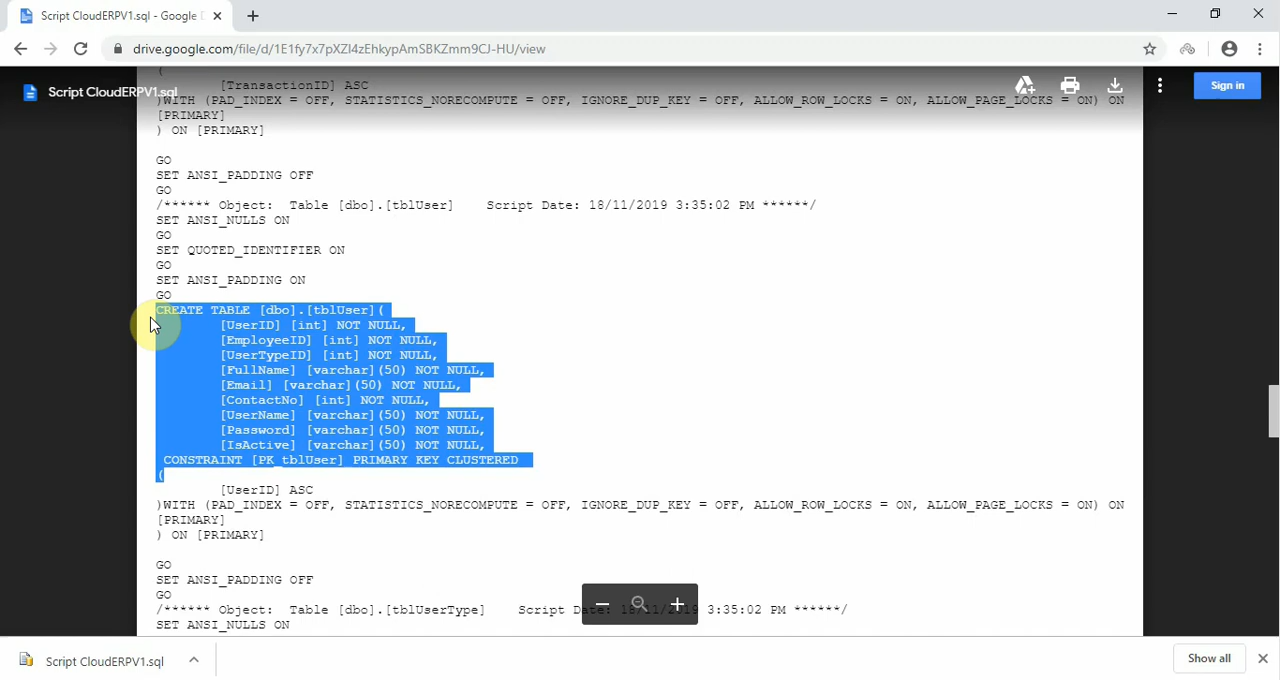 Script CloudERPV1.sql - Google
drive.google.com/file/d/1E1fy7x7pXZl4zEhkypAmSBKZmm9CJ-HU/view
(
[TransactionID] ASC
Script CloudERPV1.sql
Sign in
)WITH (PAD_INDEX = OFF, STATISTICS_NORECOMPUTE = OFF, IGNORE_DUP_KEY = OFF, ALLOW_ROW_LOCKS = ON, ALLOW_PAGE_LOCKS = ON) ON
[PRIMARY]
) ON [PRIMARY]
GO
SET ANSI_PADDING OFF
GO
/****** Object: Table [dbo].[tblUser] Script Date: 18/11/2019 3:35:02 PM ******/
SET ANSI_NULLS ON
GO
SET QUOTED_IDENTIFIER ON
GO
SET ANSI_PADDING ON
GO
CREATE TABLE [dbo].[tblUser](
[UserID] [int] NOT NULL,
[EmployeeID] [int] NOT NULL,
[UserTypeID] [int] NOT NULL,
[FullName] [varchar](50) NOT NULL,
[Email] [varchar](50) NOT NULL,
[ContactNo] [int] NOT NULL,
[UserName] [varchar](50) NOT NULL,
[Password] [varchar](50) NOT NULL,
[IsActive] [varchar](50) NOT NULL,
CONSTRAINT [PK_tblUser] PRIMARY KEY CLUSTERED
(
[UserID] ASC
)WITH (PAD_INDEX = OFF, STATISTICS_NORECOMPUTE = OFF, IGNORE_DUP_KEY = OFF, ALLOW_ROW_LOCKS = ON, ALLOW_PAGE_LOCKS = ON) ON
[PRIMARY]
) ON [PRIMARY]
GO
SET ANSI_PADDING OFF
GO
/****** Object: Table [dbo].[tblUserType] Script Date: 18/11/2019 3:35:02 PM ******/
SET ANSI_NULLS ON
Script CloudERPV1.sql
Show all